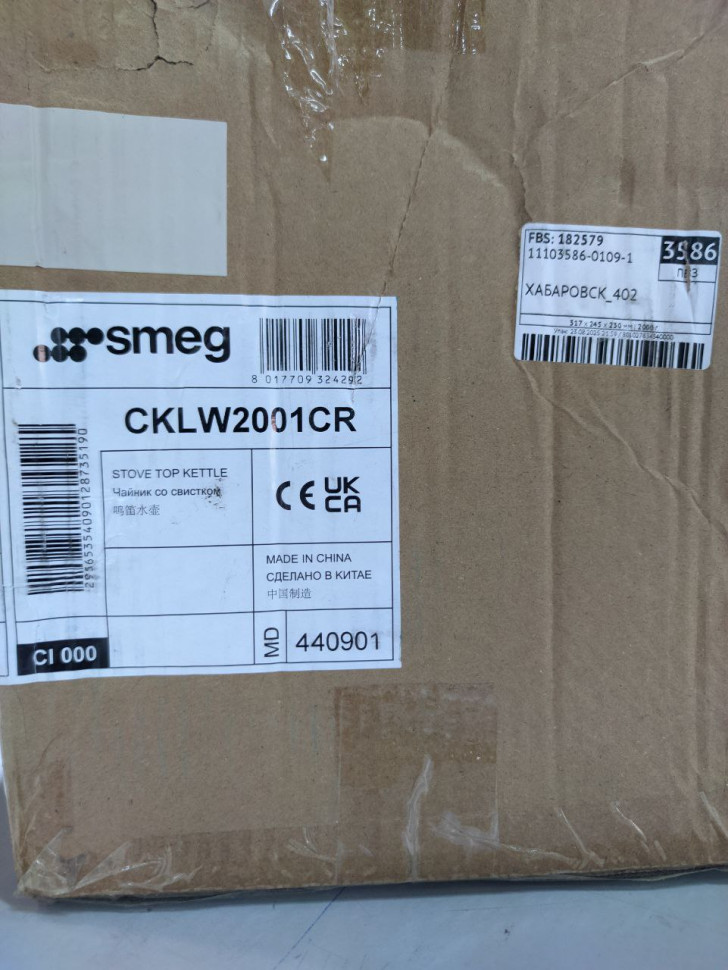 FBS: 182579
3586
11103586-0109-1
ХАБАРОВСК_402
smeg
8 017709 324292
CKLW2001CR
STOVE TOP KETTLE
Чайник со свистком
鸣笛水壶
CE UK
CA
MADE IN CHINA
СДЕЛАНО В КИТАЕ
中国制造
CI 000
MD
440901